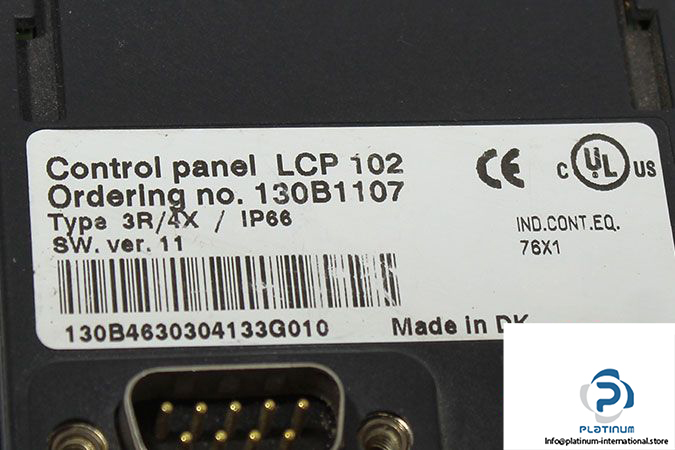 Control panel LCP 102
Ordering no. 130B1107
Type 3R/4X / IP66
SW. ver. 11
CE
C UL US
IND.CONT.EQ.
76X1
130B4630304133G010
Made in DK
PLATINUM
Info@platinum-international.store